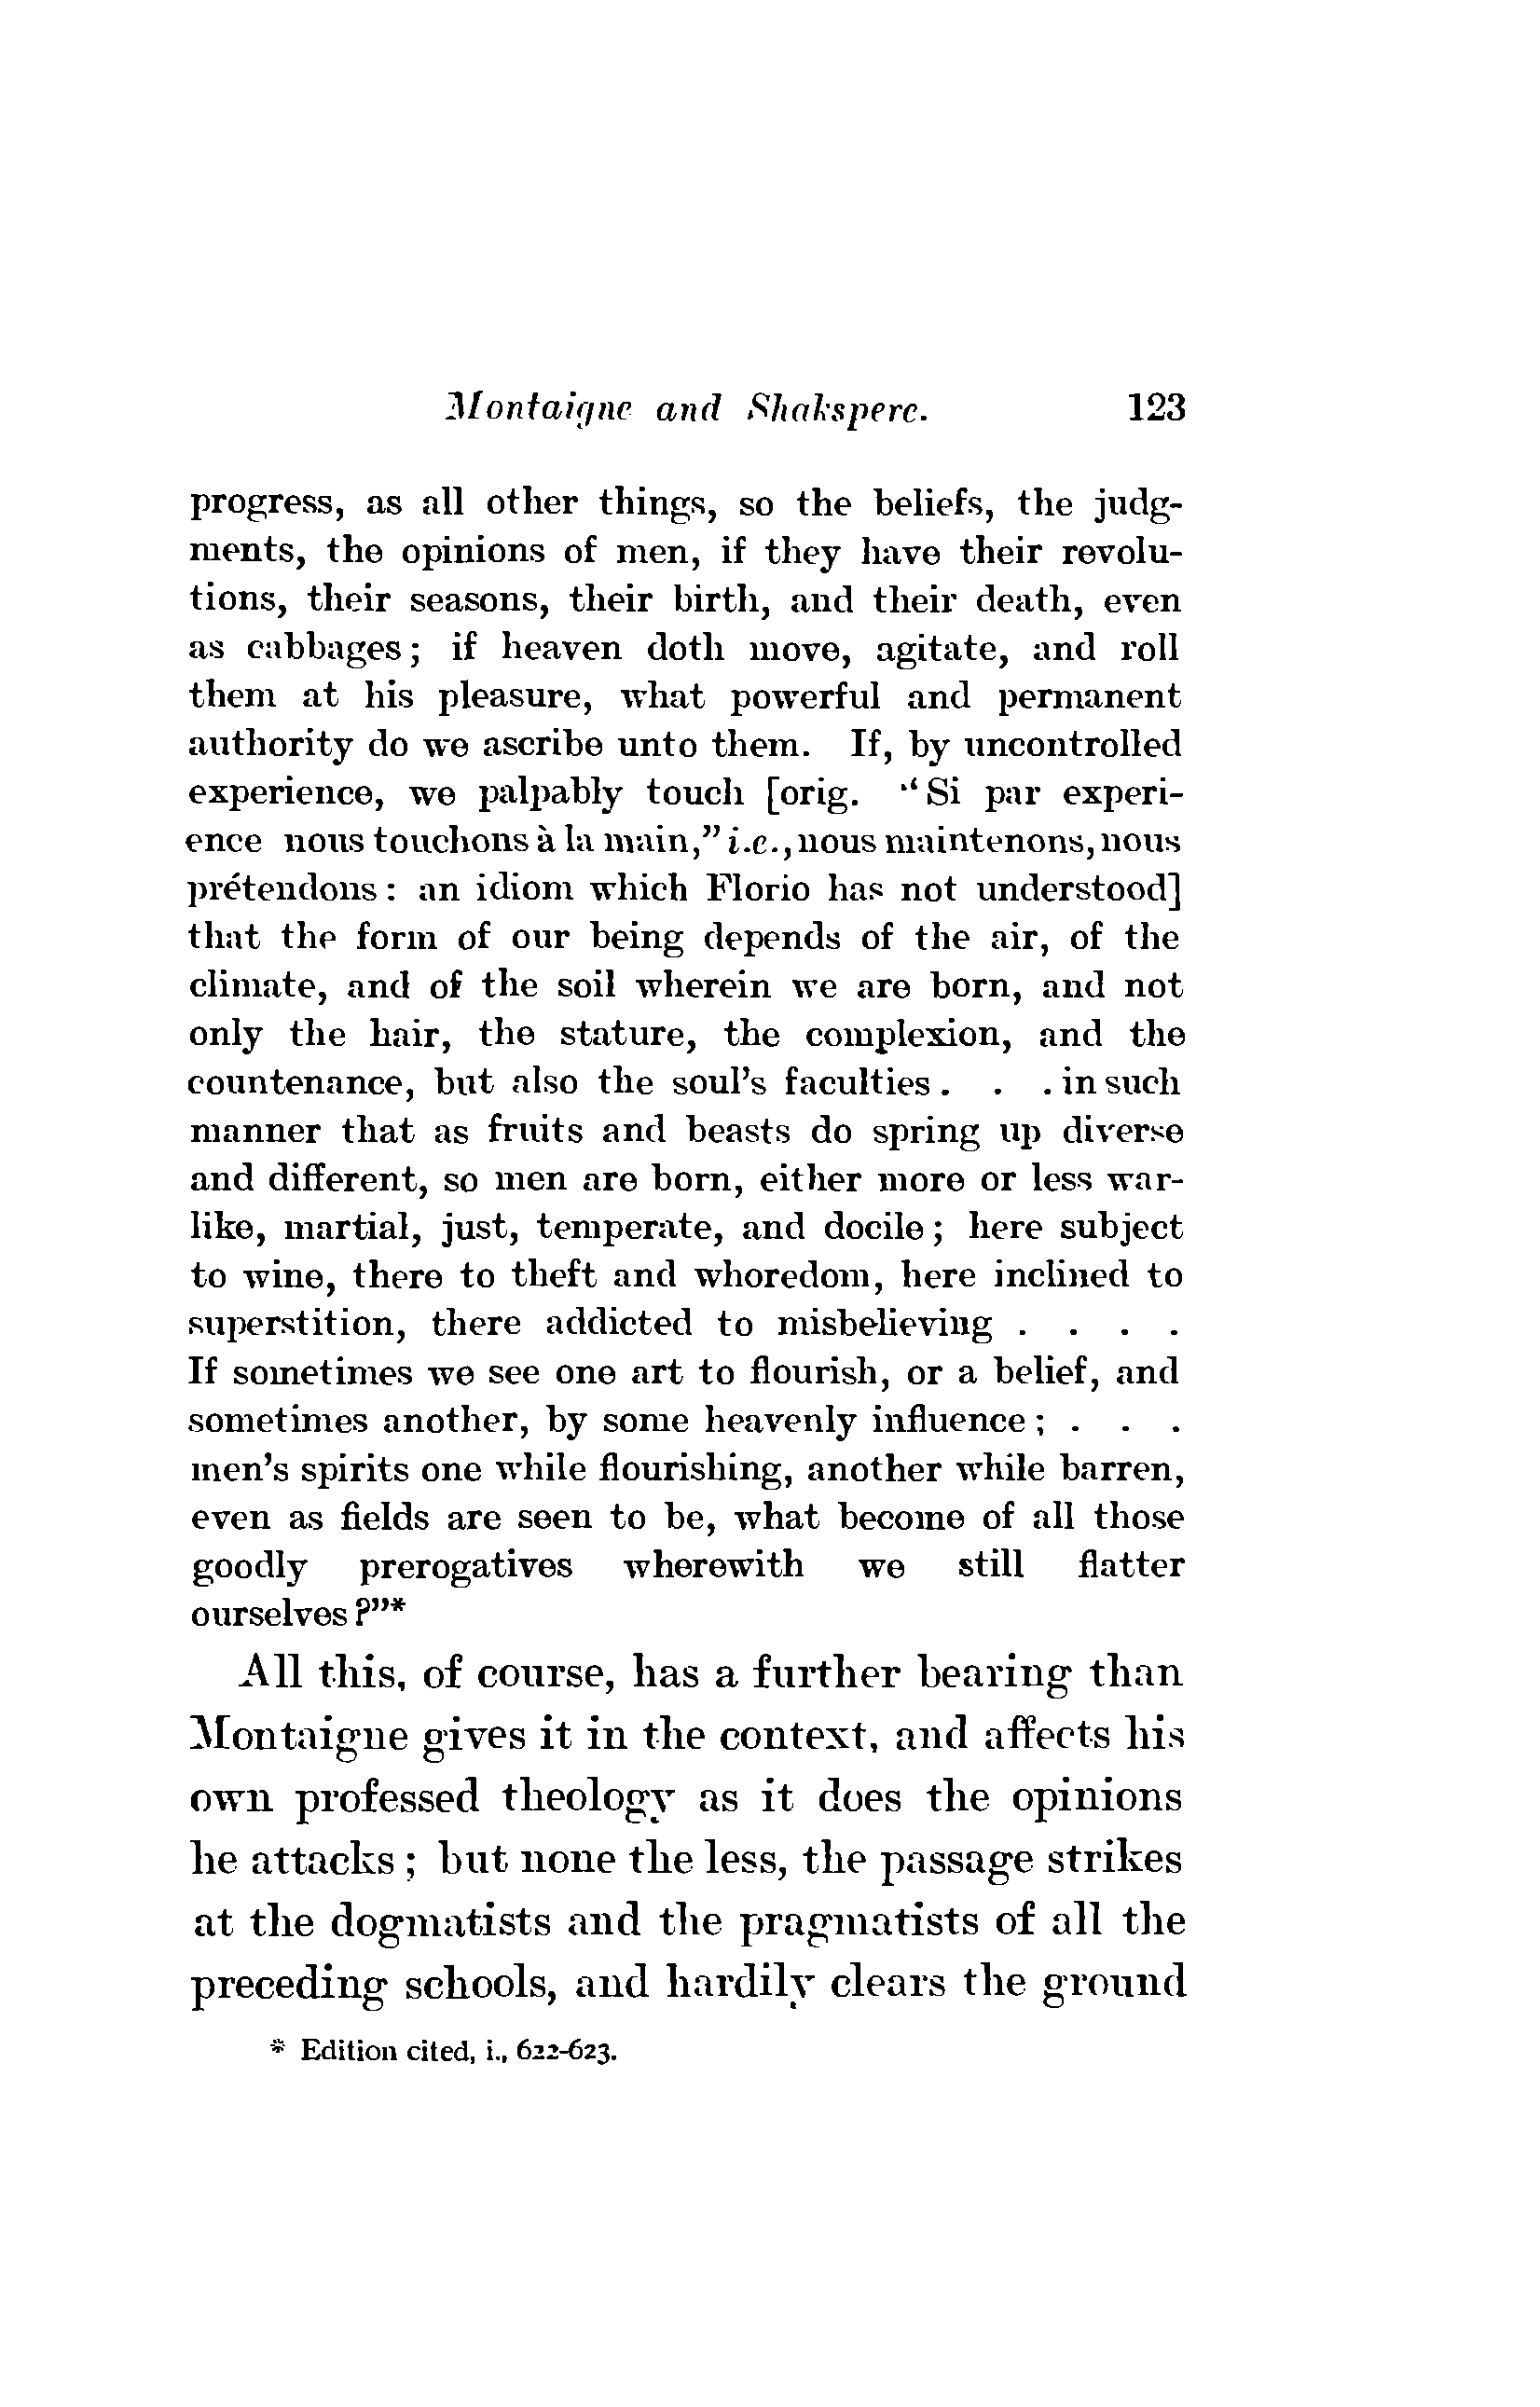 Montaigne and Shakspere. 123
progress, as all other things, so the beliefs, the judg-
ments, the opinions of men, if they have their revolu-
tions, their seasons, their birth, and their death, even
as cabbages; if heaven doth move, agitate, and roll
them at his pleasure, what powerful and permanent
authority do we ascribe unto them. If, by uncontrolled
experience, we palpably touch [orig. "Si par experi-
ence nous touchons à la main," i.e., nous maintenons, nous
prétendons: an idiom which Florio has not understood]
that the form of our being depends of the air, of the
climate, and of the soil wherein we are born, and not
only the hair, the stature, the complexion, and the
countenance, but also the soul's faculties . . . in such
manner that as fruits and beasts do spring up diverse
and different, so men are born, either more or less war-
like, martial, just, temperate, and docile; here subject
to wine, there to theft and whoredom, here inclined to
superstition, there addicted to misbelieving . . . .
If sometimes we see one art to flourish, or a belief, and
sometimes another, by some heavenly influence; . . .
men's spirits one while flourishing, another while barren,
even as fields are seen to be, what become of all those
goodly prerogatives wherewith we still flatter
ourselves?"*
All this, of course, has a further bearing than
Montaigne gives it in the context, and affects his
own professed theology as it does the opinions
he attacks; but none the less, the passage strikes
at the dogmatists and the pragmatists of all the
preceding schools, and hardily clears the ground
* Edition cited, i., 622-623.